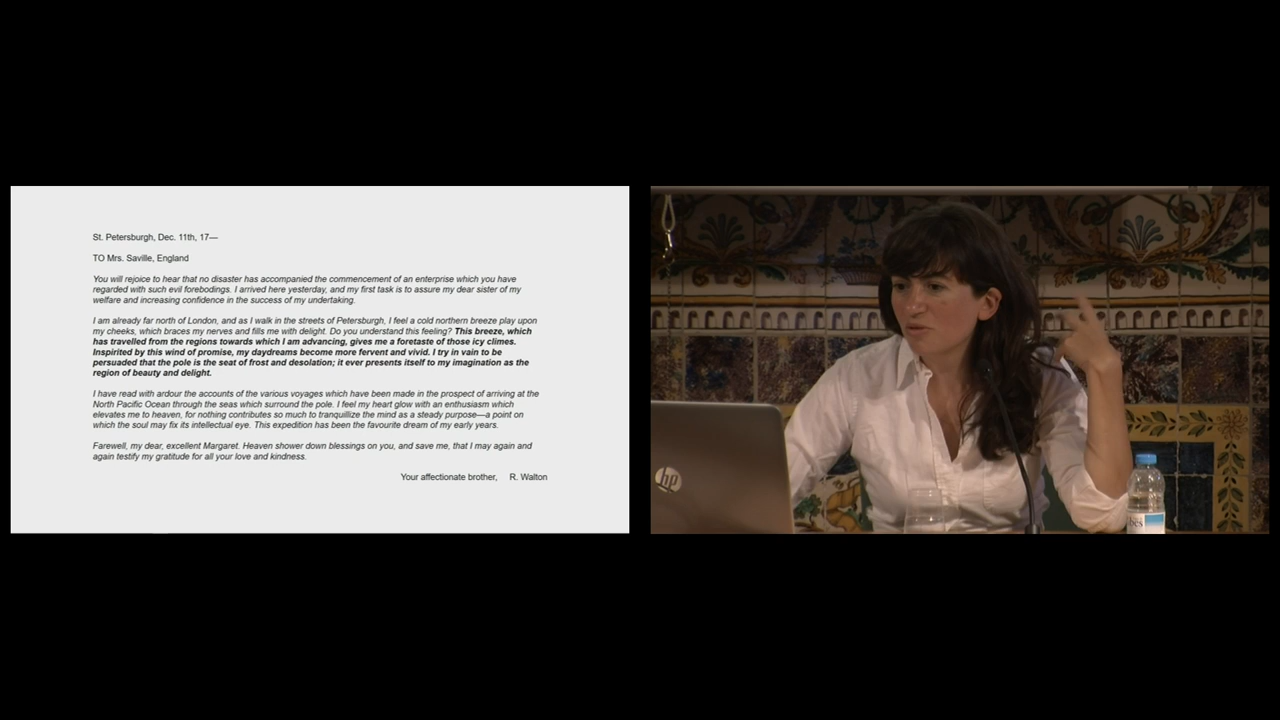 St. Petersburgh, Dec. 11th, 17—
TO Mrs. Saville, England
You will rejoice to hear that no disaster has accompanied the commencement of an enterprise which you have
regarded with such evil forebodings. I arrived here yesterday, and my first task is to assure my dear sister of my
welfare and increasing confidence in the success of my undertaking.
I am already far north of London, and as I walk in the streets of Petersburgh, I feel a cold northern breeze play upon
my cheeks, which braces my nerves and fills me with delight. Do you understand this feeling? This breeze, which
has travelled from the regions towards which I am advancing, gives me a foretaste of those icy climes.
Inspirited by this wind of promise, my daydreams become more fervent and vivid. I try in vain to be
persuaded that the pole is the seat of frost and desolation; it ever presents itself to my imagination as the
region of beauty and delight.
I have read with ardour the accounts of the various voyages which have been made in the prospect of arriving at the
North Pacific Ocean through the seas which surround the pole. I feel my heart glow with an enthusiasm which
elevates me to heaven, for nothing contributes so much to tranquillize the mind as a steady purpose—a point on
which the soul may fix its intellectual eye. This expedition has been the favourite dream of my early years.
Farewell, my dear, excellent Margaret. Heaven shower down blessings on you, and save me, that I may again and
again testify my gratitude for all your love and kindness.
Your affectionate brother, R. Walton
hp